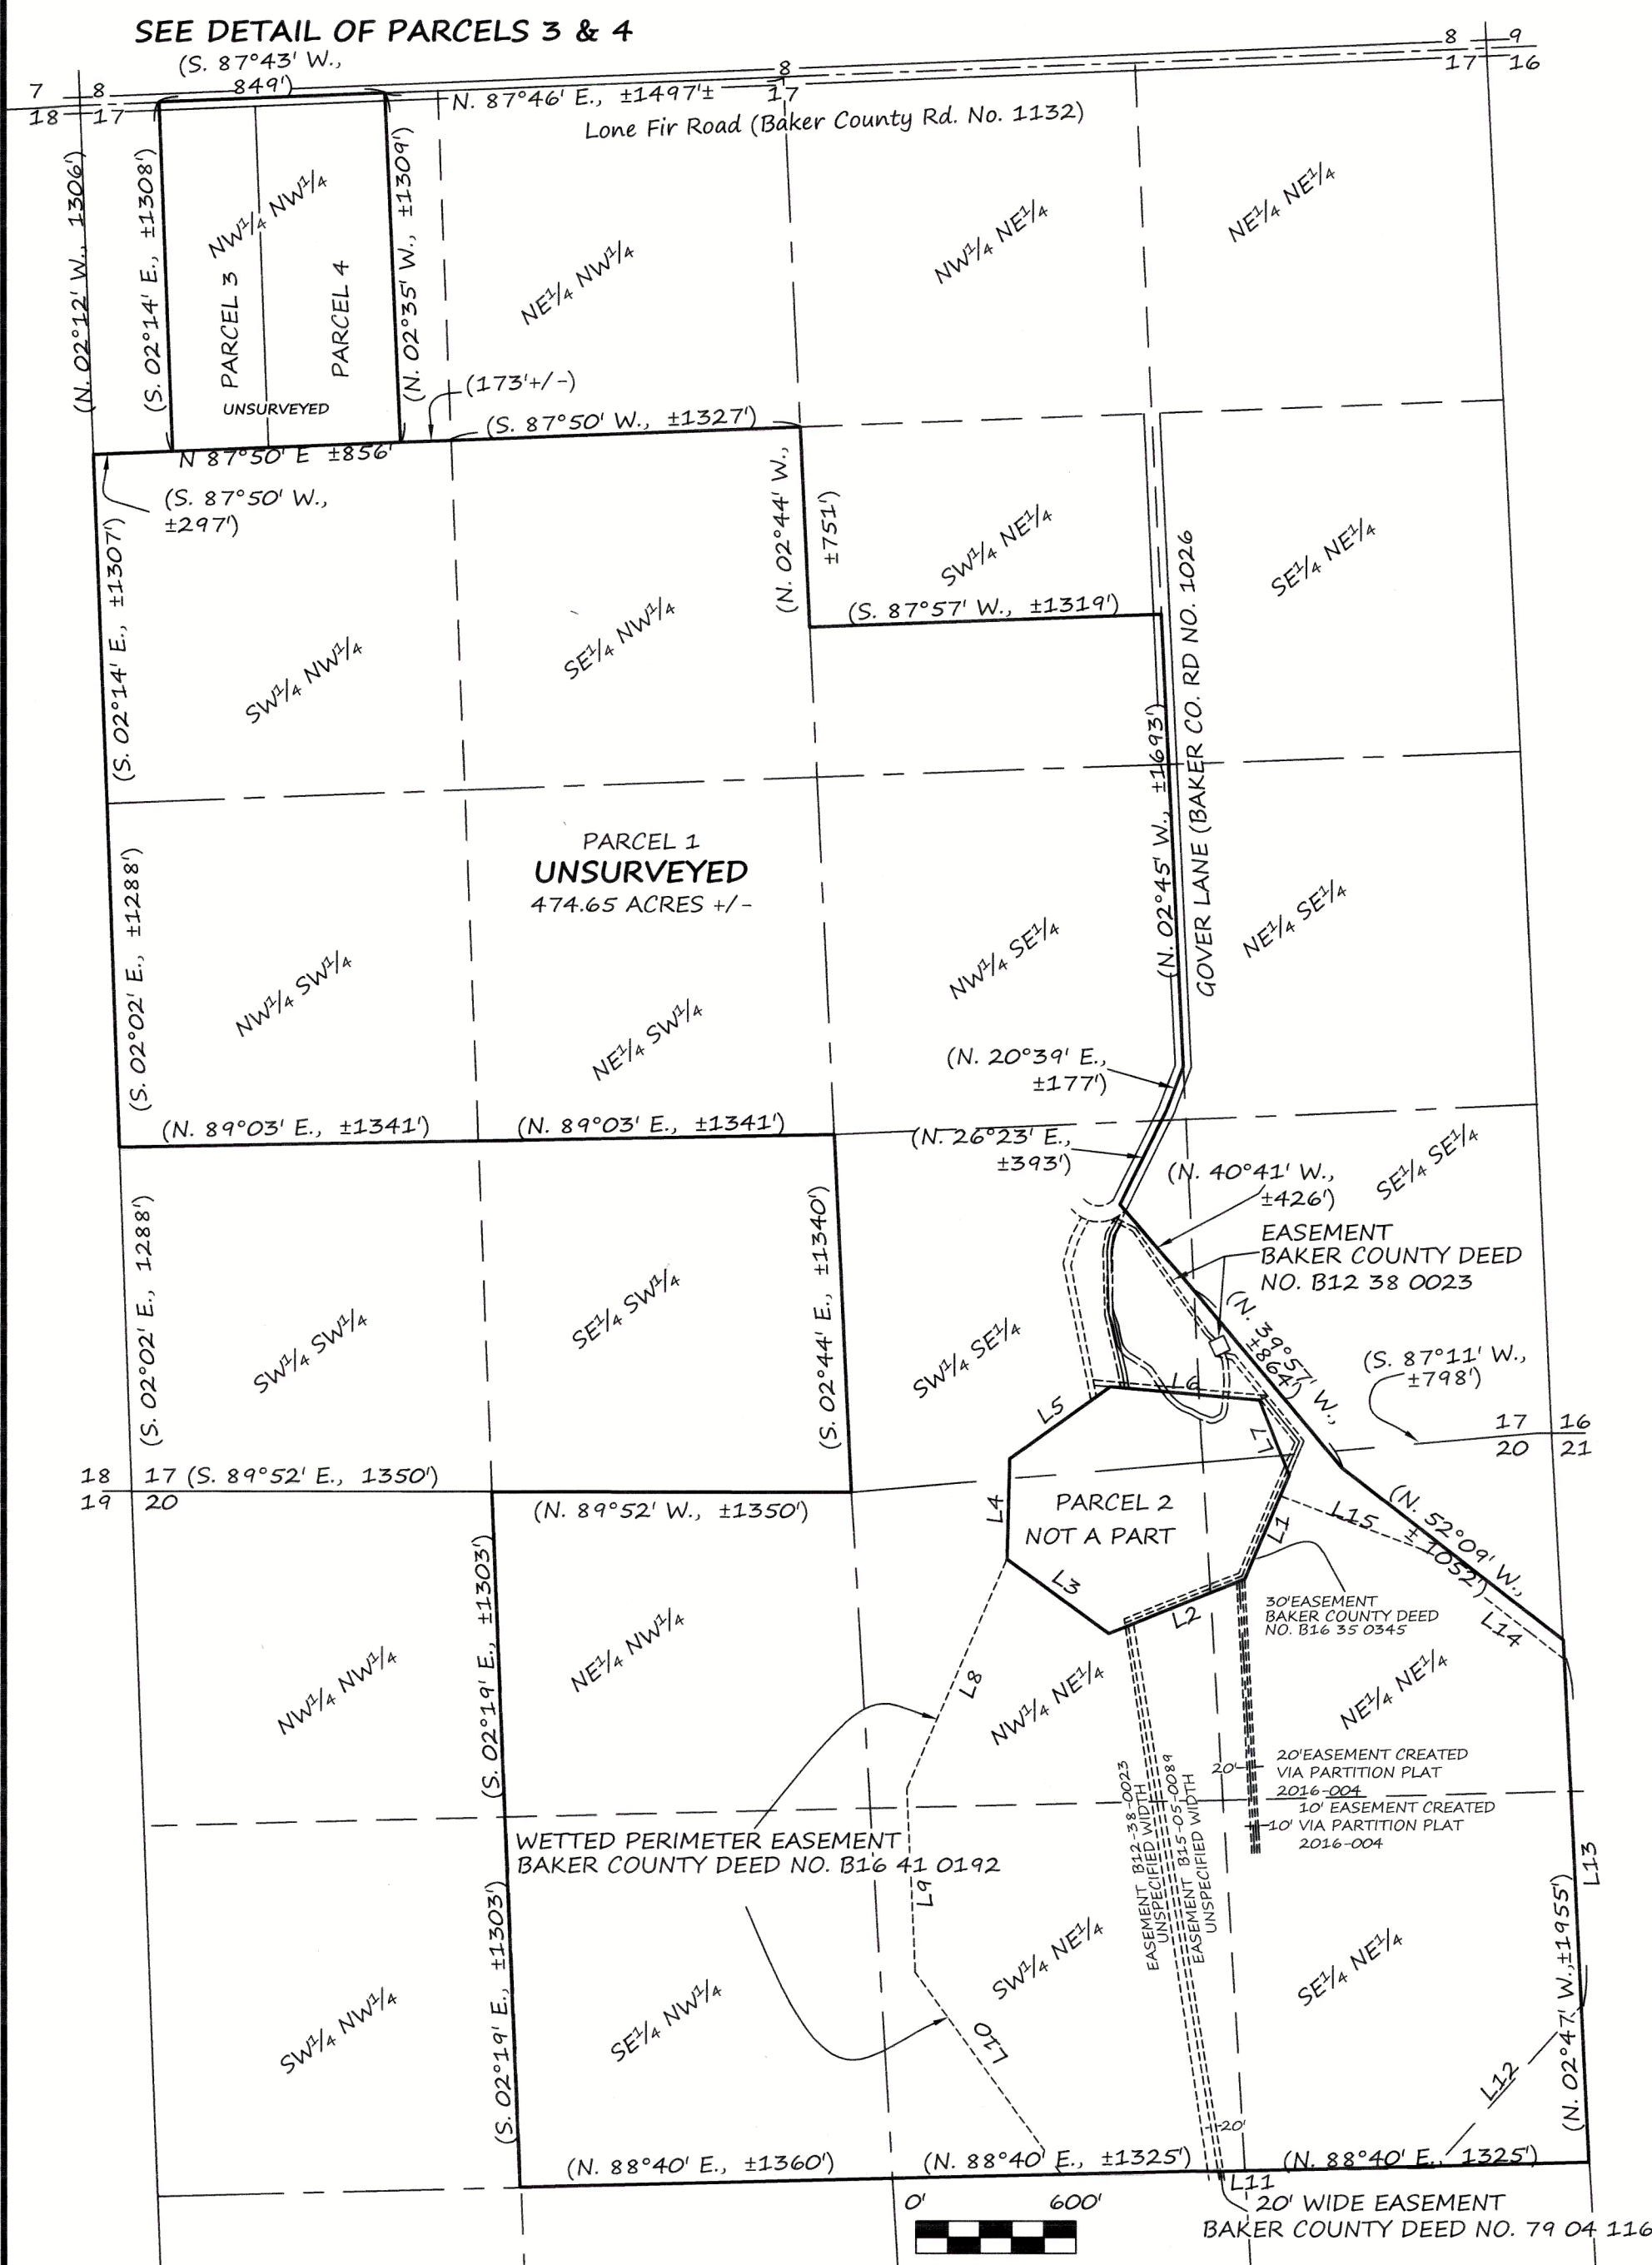 SEE DETAIL OF PARCELS 3 & 4
(S. 87°43' W.,
849')
7
8
18
17
8
17
8
9
17
16
N. 87°46' E., ±1497'±
Lone Fir Road (Baker County Rd. No. 1132)
(N. 02°12' W., 1306')
(S. 02°14' E., ±1308')
NW1/4 NW1/4
PARCEL 3
PARCEL 4
UNSURVEYED
(N. 02°35' W., ±1309')
NE1/4 NW1/4
NW1/4 NE1/4
NE1/4 NE1/4
(173'+/-)
(S. 87°50' W., ±1327')
N 87°50' E ±856'
(S. 87°50' W.,
±297')
(S. 02°14' E., ±1307')
SW1/4 NW1/4
SE1/4 NW1/4
(N. 02°44' W.,
±751')
SW1/4 NE1/4
SE1/4 NE1/4
(S. 87°57' W., ±1319')
(N. 02°45' W., ±1693')
GOVER LANE (BAKER CO. RD NO. 1026
PARCEL 1
UNSURVEYED
474.65 ACRES +/-
(S. 02°02' E., ±1288')
NW1/4 SW1/4
NE1/4 SW1/4
NW1/4 SE1/4
NE1/4 SE1/4
(N. 20°39' E.,
±177')
(N. 89°03' E., ±1341')
(N. 89°03' E., ±1341')
(N. 26°23' E.,
±393')
(N. 40°41' W.,
±426')
SE1/4 SE1/4
EASEMENT
BAKER COUNTY DEED
NO. B12 38 0023
(S. 02°02' E., 1288')
SW1/4 SW1/4
SE1/4 SW1/4
(S. 02°44' E., ±1340')
SW1/4 SE1/4
(N. 39°57' W.,
±864')
(S. 87°11' W.,
±798')
L6
L5
L7
17
16
20
21
18
17 (S. 89°52' E., 1350')
19
20
(N. 89°52' W., ±1350')
L4
PARCEL 2
NOT A PART
L1
L15
(N. 52°09' W.,
±1052')
L3
L2
L14
30'EASEMENT
BAKER COUNTY DEED
NO. B16 35 0345
(S. 02°19' E., ±1303')
NW1/4 NW1/4
NE1/4 NW1/4
L8
NW1/4 NE1/4
NE1/4 NE1/4
20'
20'EASEMENT CREATED
VIA PARTITION PLAT
2016-004
10' EASEMENT CREATED
10' VIA PARTITION PLAT
2016-004
EASEMENT B12-38-0023
UNSPECIFIED WIDTH
EASEMENT B15-05-0089
UNSPECIFIED WIDTH
WETTED PERIMETER EASEMENT
BAKER COUNTY DEED NO. B16 41 0192
L9
L13
(S. 02°19' E., ±1303')
SW1/4 NW1/4
SE1/4 NW1/4
SW1/4 NE1/4
SE1/4 NE1/4
(N. 02°47' W.,±1955')
L10
L12
20'
(N. 88°40' E., ±1360')
(N. 88°40' E., ±1325')
(N. 88°40' E., 1325')
L11
0'
600'
20' WIDE EASEMENT
BAKER COUNTY DEED NO. 79 04 116